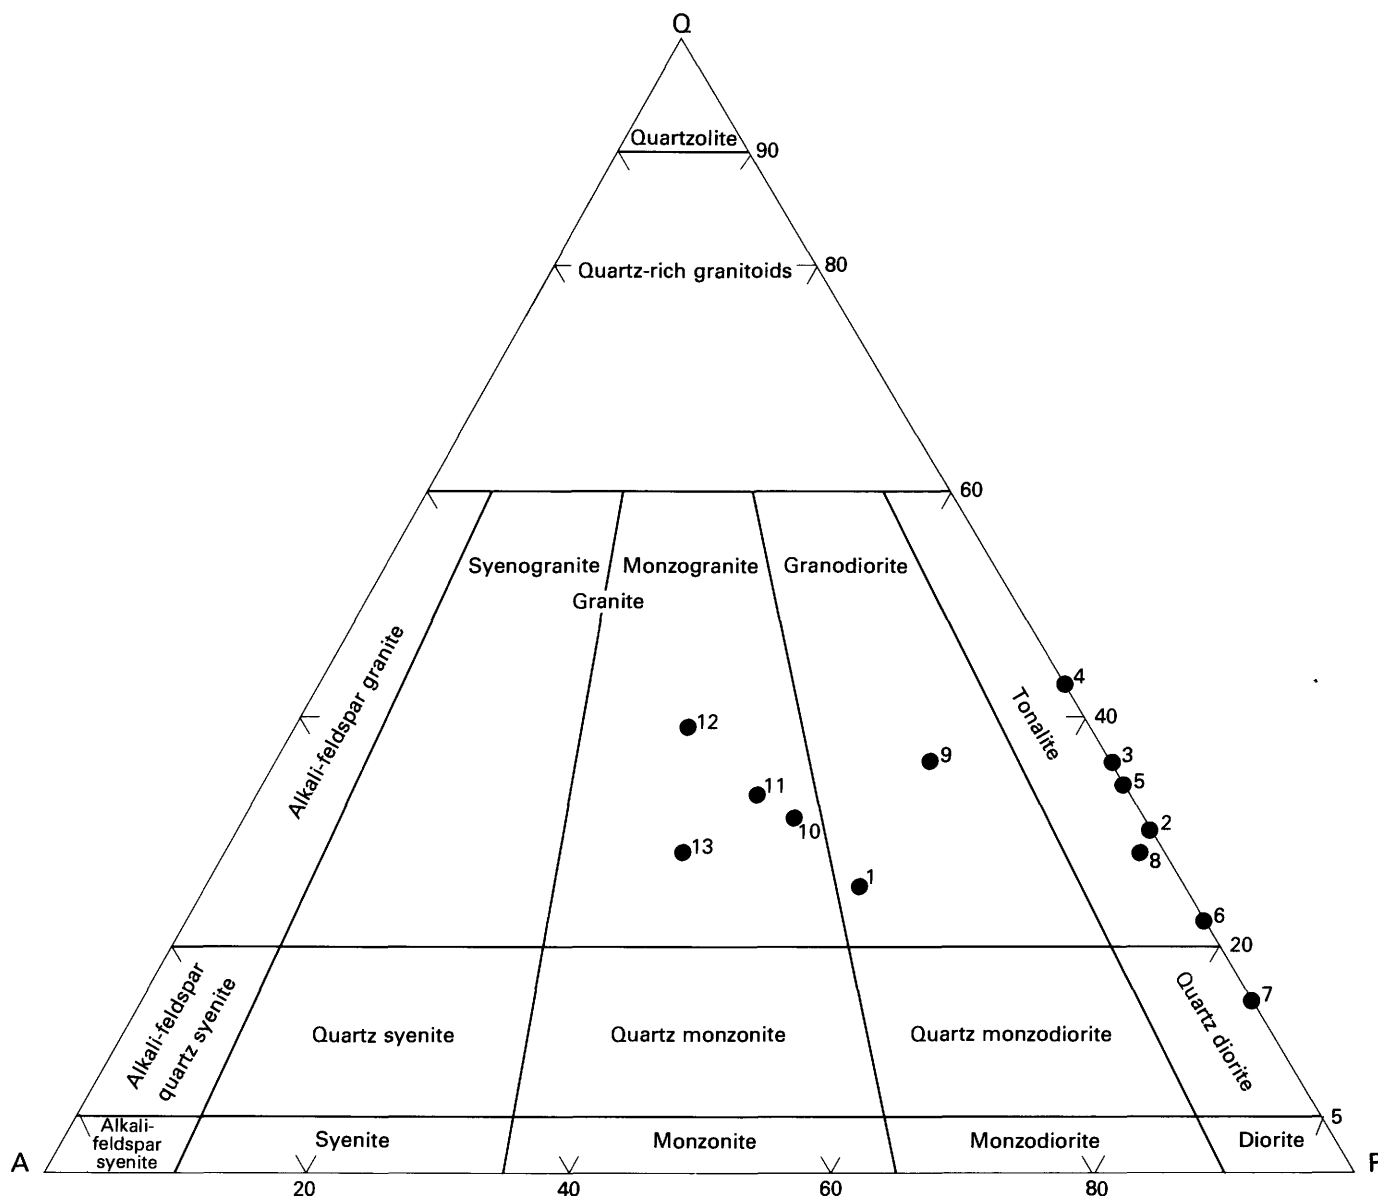 Q
Quartzolite
90
Quartz-rich granitoids
80
60
Syenogranite
Monzogranite
Granodiorite
Granite
Alkali-feldspar granite
Tonalite
4
40
12
3
9
5
11
2
10
8
13
1
6
20
Alkali-feldspar
quartz syenite
7
Quartz syenite
Quartz monzonite
Quartz monzodiorite
Quartz diorite
5
Alkali-
feldspar
syenite
Syenite
Monzonite
Monzodiorite
Diorite
A
P
20
40
60
80